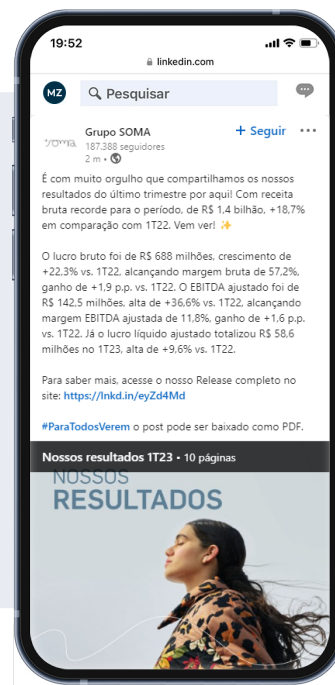 19:52
linkedin.com
MZ
Pesquisar
Grupo SOMA
+ Seguir
soma
187.388 seguidores
2 m •
É com muito orgulho que compartilhamos os nossos
resultados do último trimestre por aqui! Com receita
bruta recorde para o período, de R$ 1,4 bilhão, +18,7%
em comparação com 1T22. Vem ver! ✨
O lucro bruto foi de R$ 688 milhões, crescimento de
+22,3% vs. 1T22, alcançando margem bruta de 57,2%,
ganho de +1,9 p.p. vs. 1T22. O EBITDA ajustado foi de
R$ 142,5 milhões, alta de +36,6% vs. 1T22, alcançando
margem EBITDA ajustada de 11,8%, ganho de +1,6 p.p.
vs. 1T22. Já o lucro líquido ajustado totalizou R$ 58,6
milhões no 1T23, alta de +9,6% vs. 1T22.
Para saber mais, acesse o nosso Release completo no
site: https://lnkd.in/eyZd4Md
#ParaTodosVerem o post pode ser baixado como PDF.
Nossos resultados 1T23 • 10 páginas
NOSSOS
RESULTADOS